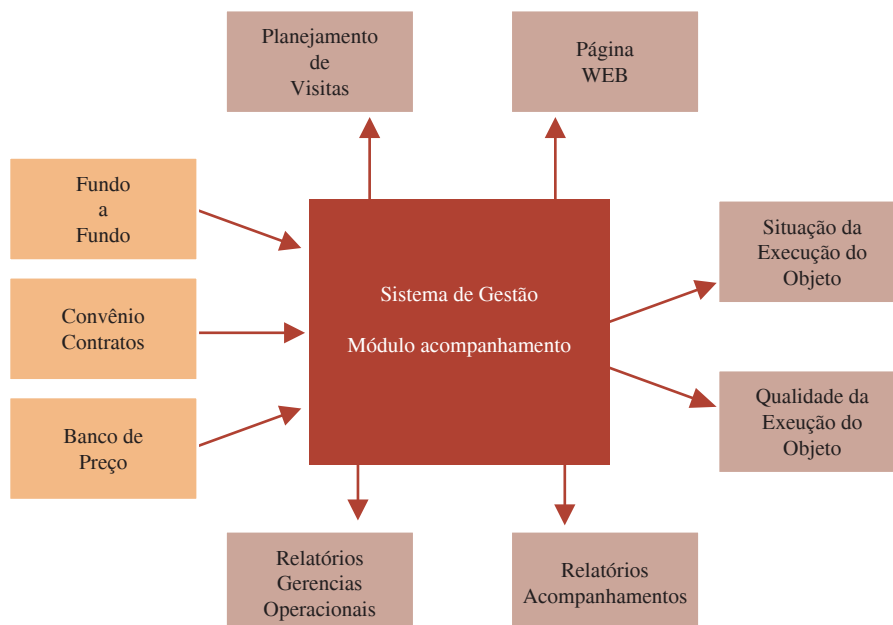 Planejamento
de
Visitas
Página
WEB
Fundo
a
Fundo
Convênio
Contratos
Banco de
Preço
Sistema de Gestão
Módulo acompanhamento
Situação da
Execução do
Objeto
Qualidade da
Exeução do
Objeto
Relatórios
Gerencias
Operacionais
Relatórios
Acompanhamentos